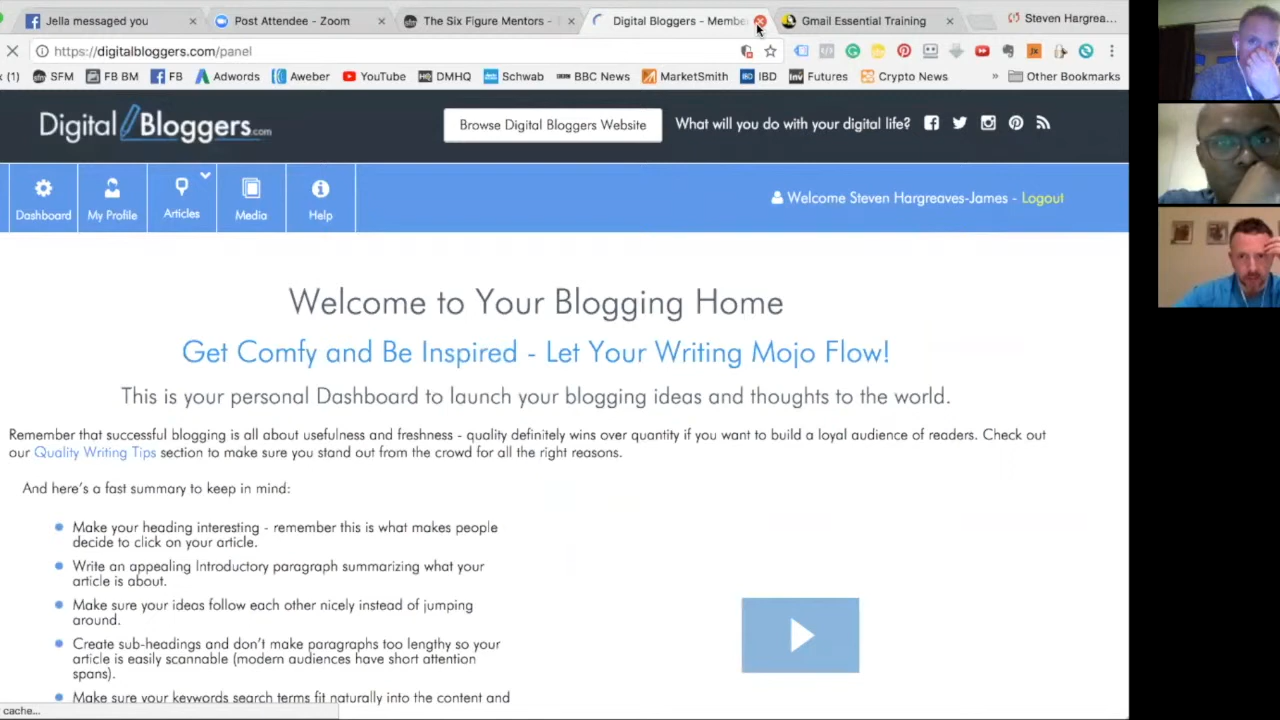 Jella messaged you
Post Attendee - Zoom
The Six Figure Mentors -
Digital Bloggers - Membe
Gmail Essential Training
Steven Hargrea...
https://digitalbloggers.com/panel
(1)
SFM
FB BM
FB
Adwords
Aweber
YouTube
DMHQ
Schwab
BBC News
MarketSmith
IBD
Futures
Crypto News
»
Other Bookmarks
Digital Bloggers.com
Browse Digital Bloggers Website
What will you do with your digital life?
Dashboard
My Profile
Articles
Media
Help
Welcome Steven Hargreaves-James - Logout
Welcome to Your Blogging Home
Get Comfy and Be Inspired - Let Your Writing Mojo Flow!
This is your personal Dashboard to launch your blogging ideas and thoughts to the world.
Remember that successful blogging is all about usefulness and freshness - quality definitely wins over quantity if you want to build a loyal audience of readers. Check out
our Quality Writing Tips section to make sure you stand out from the crowd for all the right reasons.
And here's a fast summary to keep in mind:
Make your heading interesting - remember this is what makes people
decide to click on your article.
Write an appealing Introductory paragraph summarizing what your
article is about.
Make sure your ideas follow each other nicely instead of jumping
around.
Create sub-headings and don't make paragraphs too lengthy so your
article is easily scannable (modern audiences have short attention
spans).
Make sure your keywords search terms fit naturally into the content and
cache...